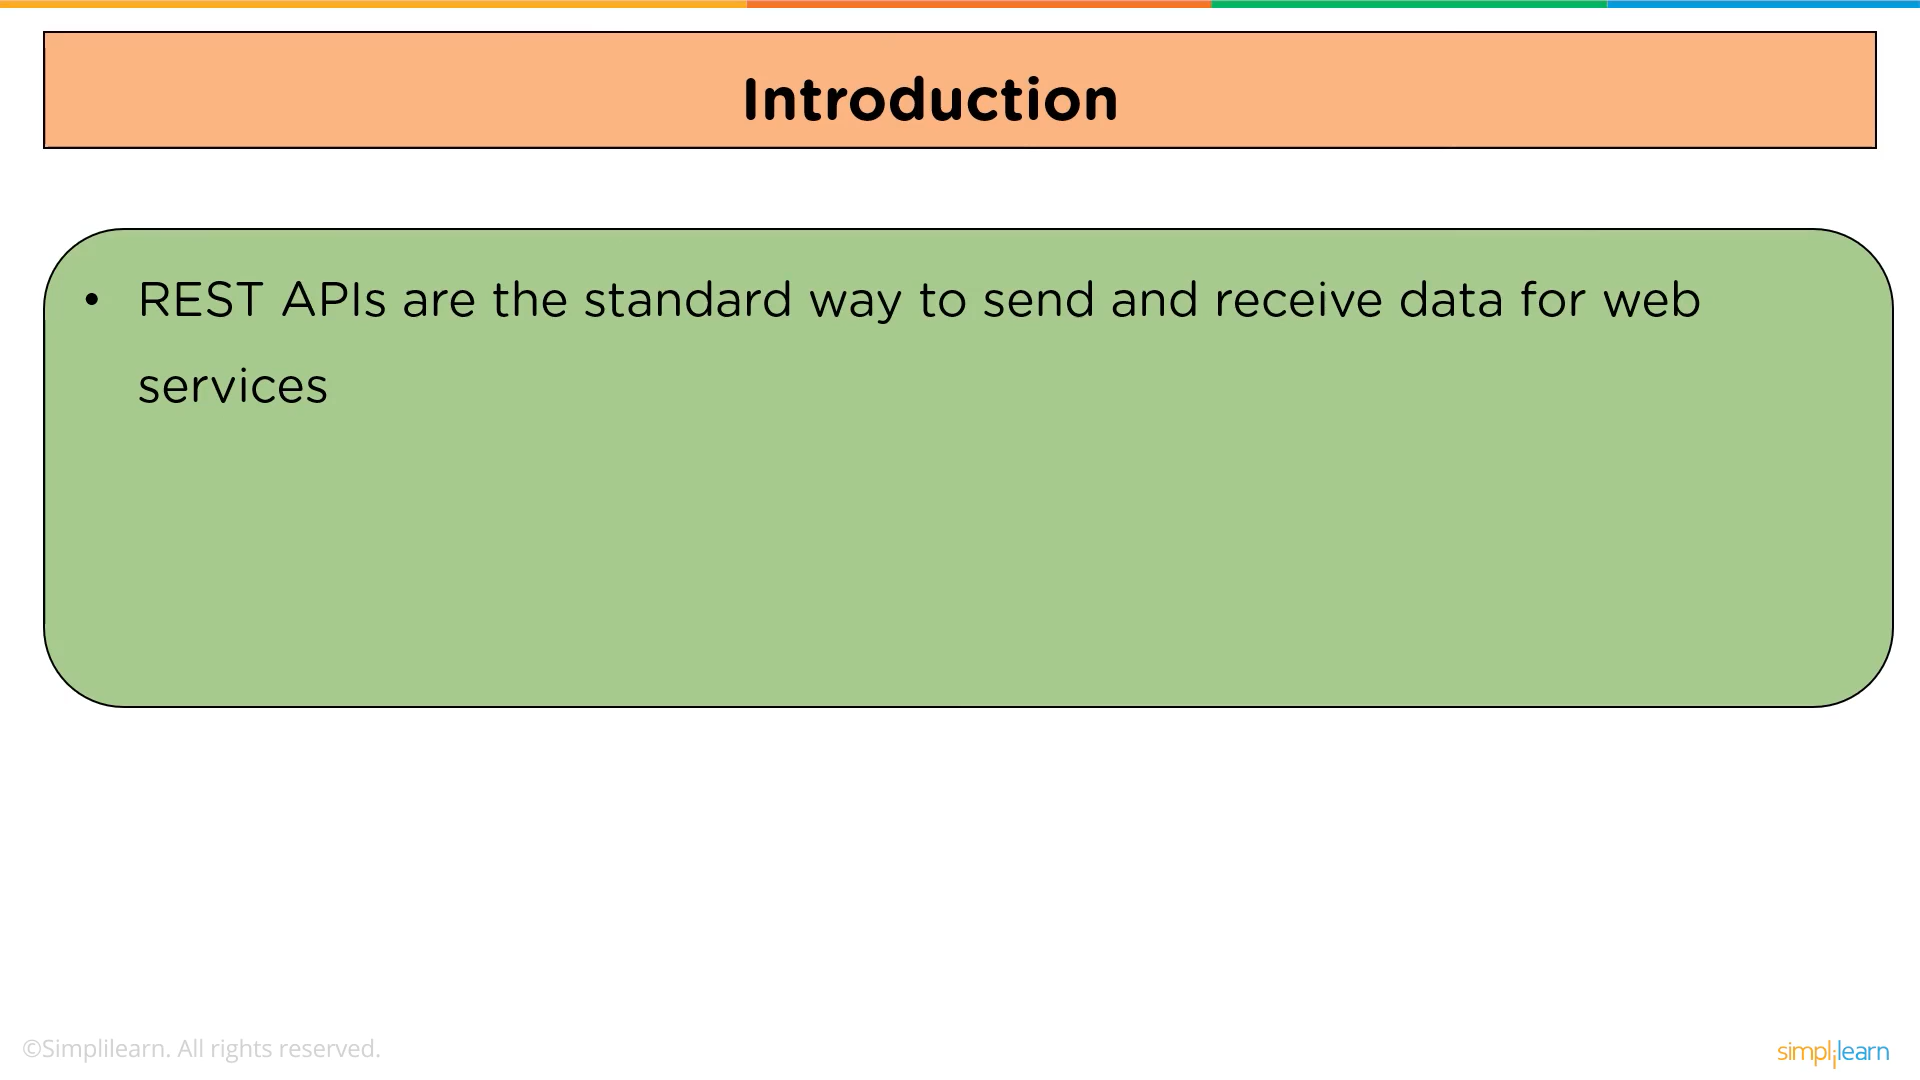 Introduction
• REST APIs are the standard way to send and receive data for web
services
©Simplilearn. All rights reserved.
simplilearn